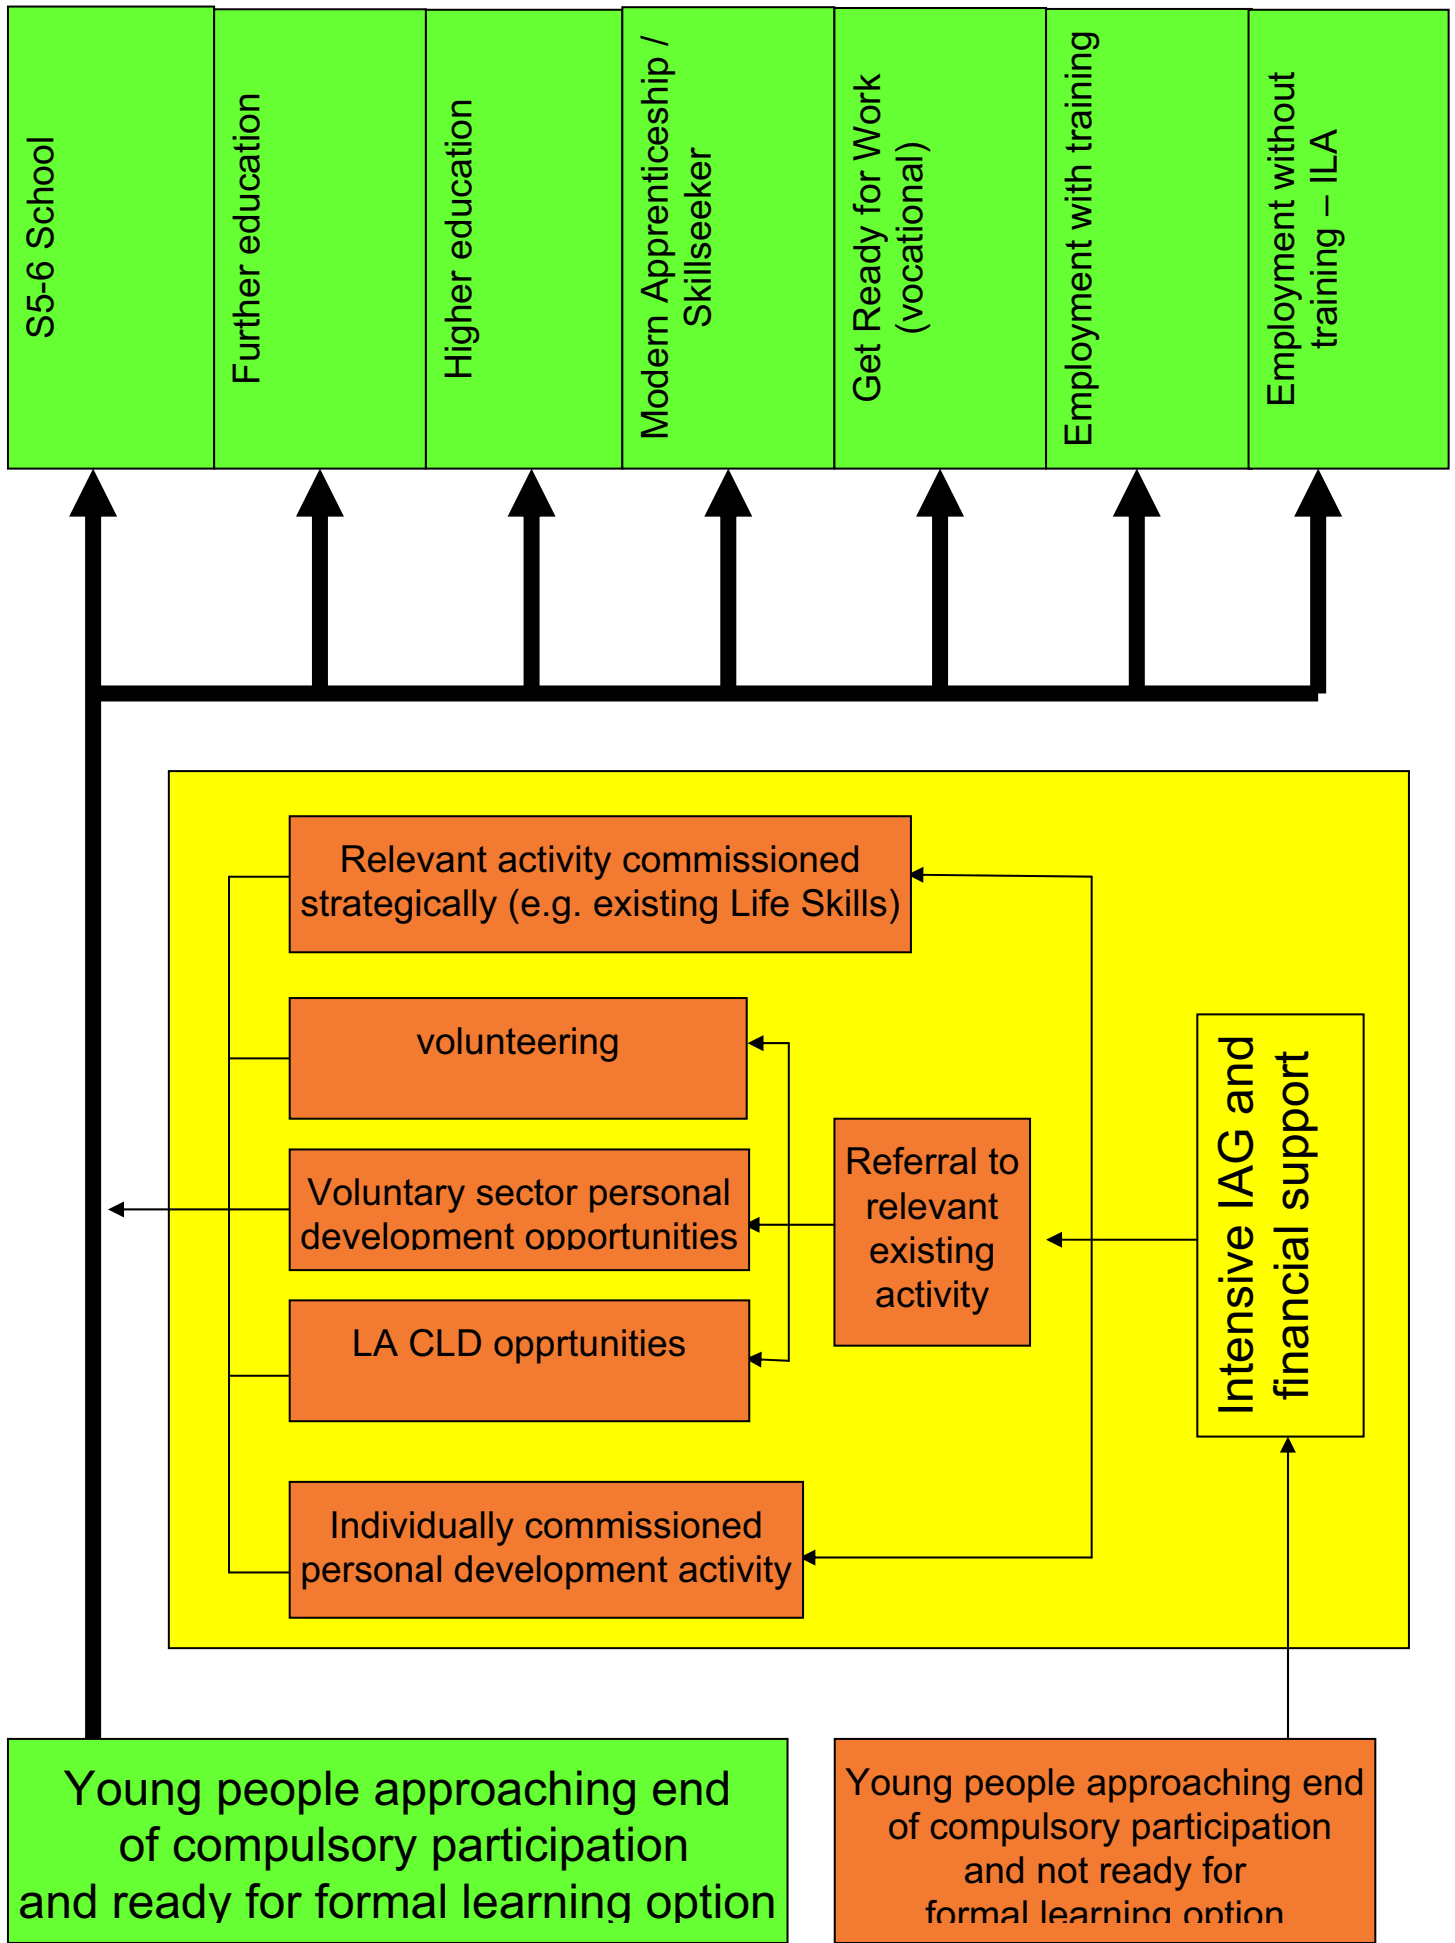 S5-6 School
Further education
Higher education
Modern Apprenticeship /
Skillseeker
Get Ready for Work
(vocational)
Employment with training
Employment without
training – ILA
Relevant activity commissioned
strategically (e.g. existing Life Skills)
volunteering
Voluntary sector personal
development opportunities
LA CLD opprtunities
Individually commissioned
personal development activity
Referral to
relevant
existing
activity
Intensive IAG and
financial support
Young people approaching end
of compulsory participation
and ready for formal learning option
Young people approaching end
of compulsory participation
and not ready for
formal learning option